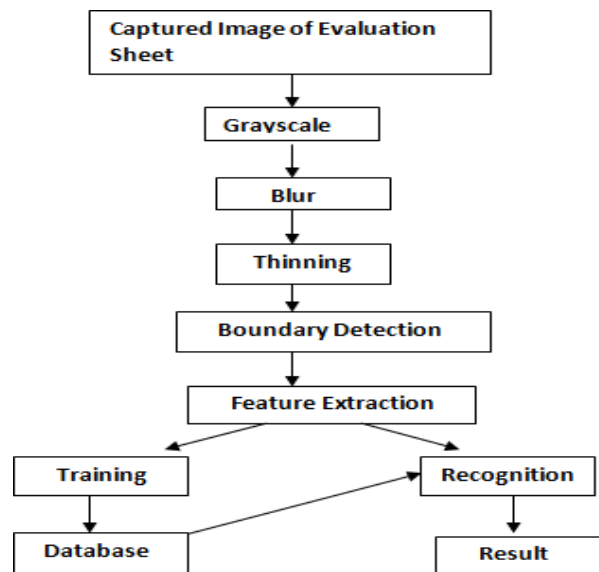 Captured Image of Evaluation
Sheet
Grayscale
Blur
Thinning
Boundary Detection
Feature Extraction
Training
Recognition
Database
Result